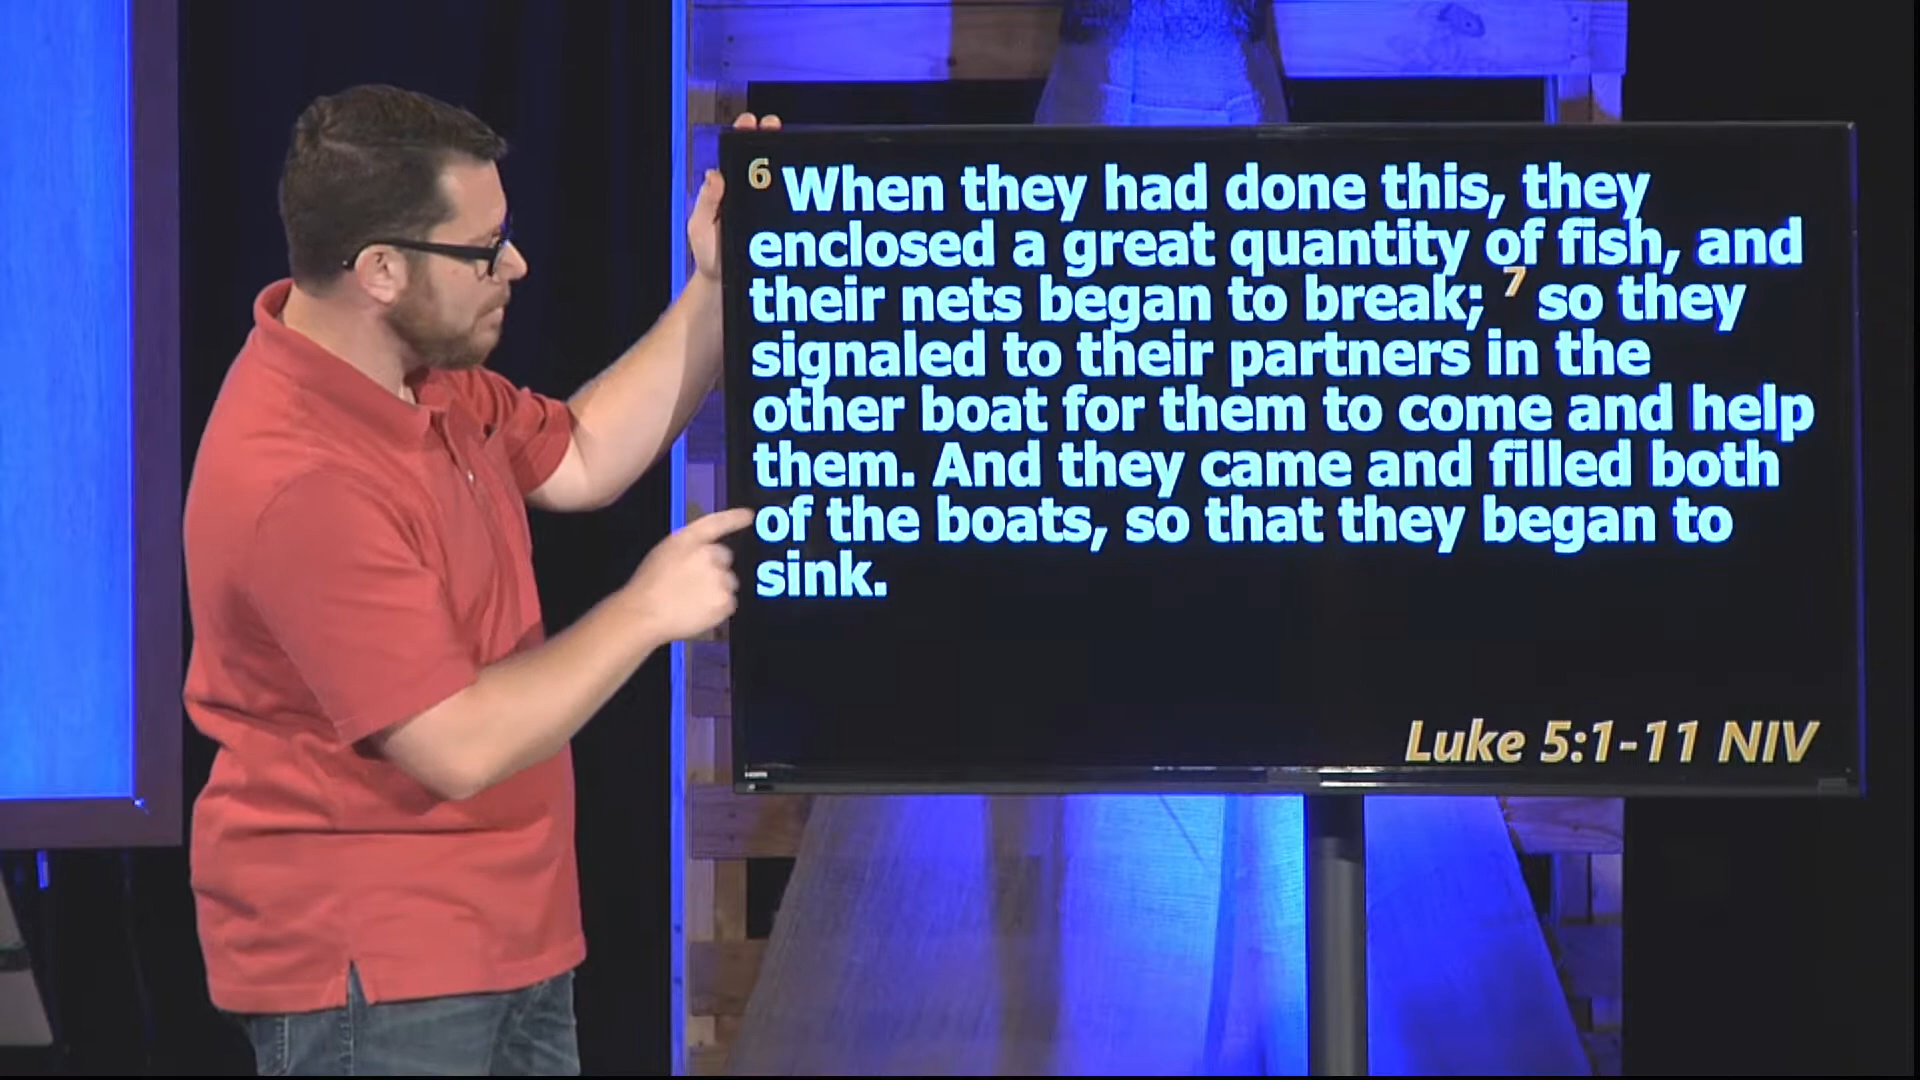 6 When they had done this, they
enclosed a great quantity of fish, and
their nets began to break; 7 so they
signaled to their partners in the
other boat for them to come and help
them. And they came and filled both
of the boats, so that they began to
sink.
Luke 5:1-11 NIV